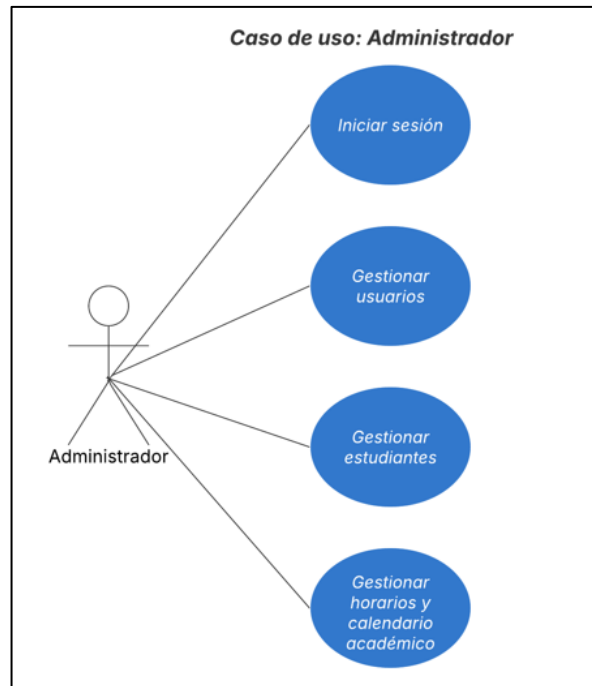 Caso de uso: Administrador
Iniciar sesión
Gestionar
usuarios
Gestionar
estudiantes
Administrador
Gestionar
horarios y
calendario
académico